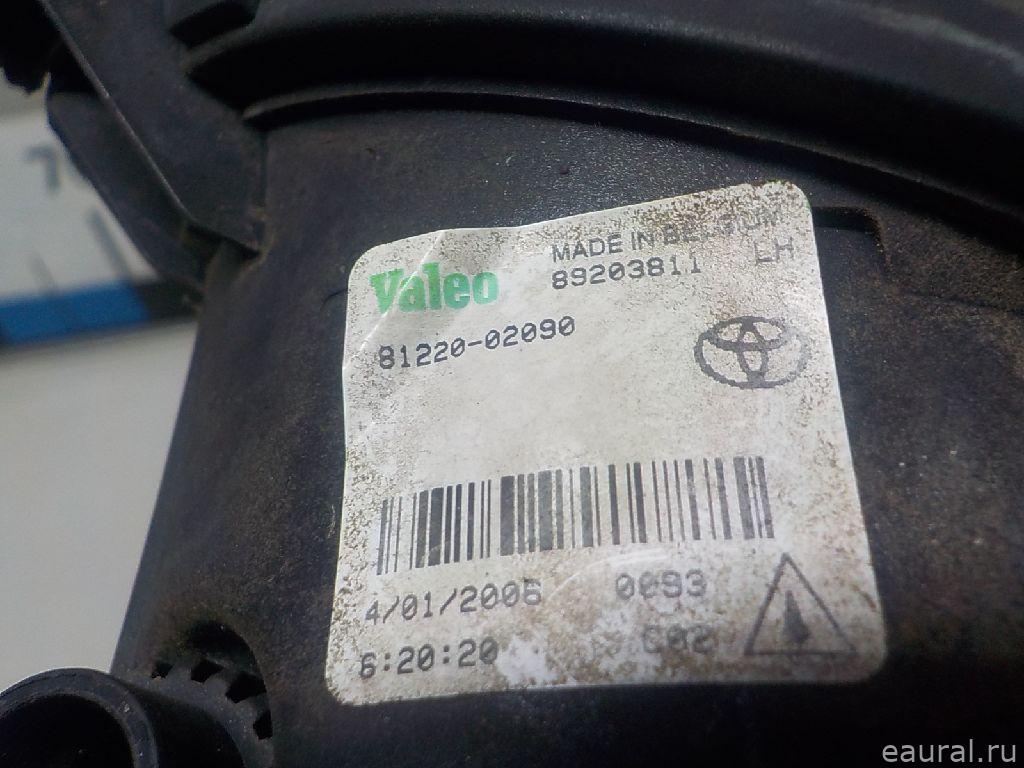 Valeo
MADE IN BELGIUM
89203811 LH
81220-02090
4/01/2006 0093
6:20:20 C02
eaural.ru